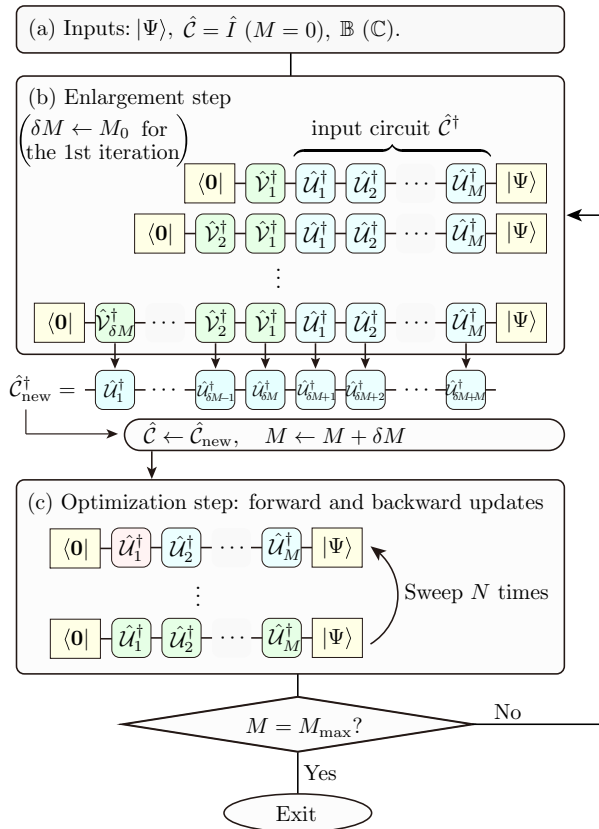 (a) Inputs: |Ψ⟩, Ĉ = Î (M = 0), 𝔹 (ℂ).
(b) Enlargement step
(δM ← M₀ for
the 1st iteration)
input circuit Ĉ†
⟨0| V̂₁† Û₁† Û₂† ··· Û_M† |Ψ⟩
⟨0| V̂₂† V̂₁† Û₁† Û₂† ··· Û_M† |Ψ⟩
⋮
⟨0| V̂_δM† ··· V̂₂† V̂₁† Û₁† Û₂† ··· Û_M† |Ψ⟩
Ĉ†_new = Û₁† ··· Û_δM−1† Û_δM† Û_δM+1† Û_δM+2† ··· Û_δM+M†
Ĉ ← Ĉ_new, M ← M + δM
(c) Optimization step: forward and backward updates
⟨0| Û₁† Û₂† ··· Û_M† |Ψ⟩
⋮
Sweep N times
⟨0| Û₁† Û₂† ··· Û_M† |Ψ⟩
M = M_max?
No
Yes
Exit